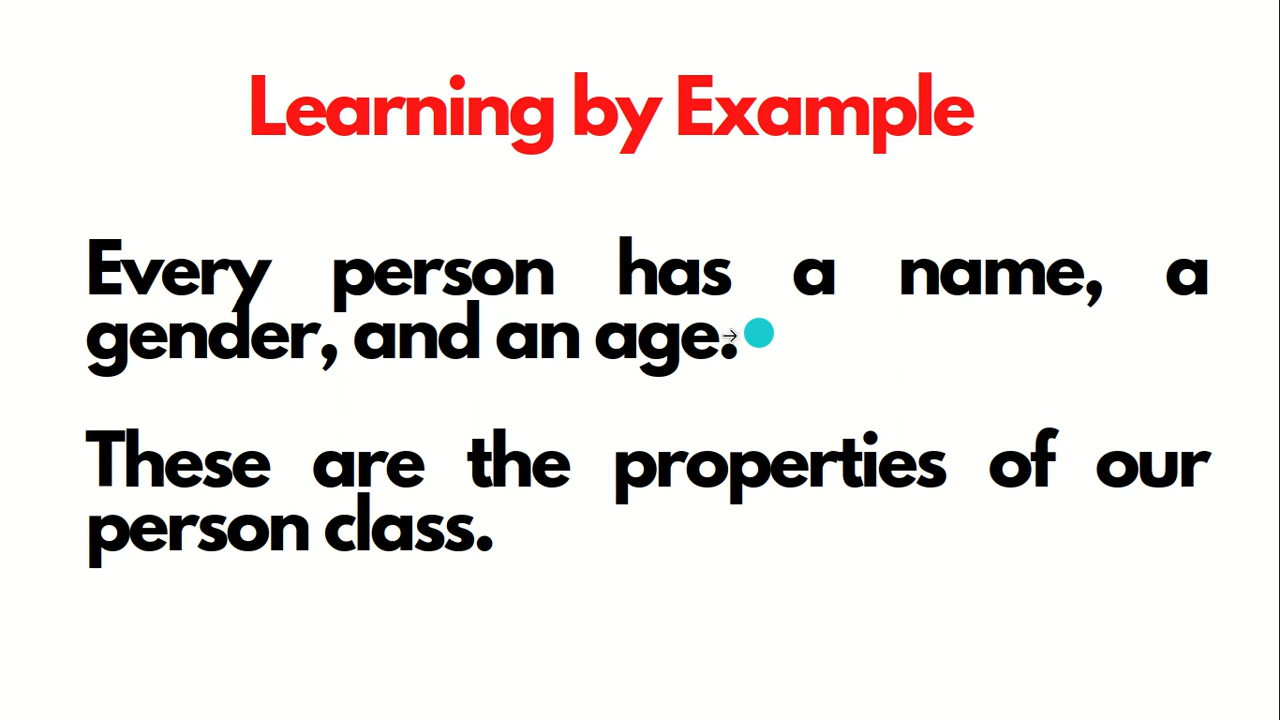 Learning by Example
Every person has a name, a
gender, and an age.
These are the properties of our
person class.